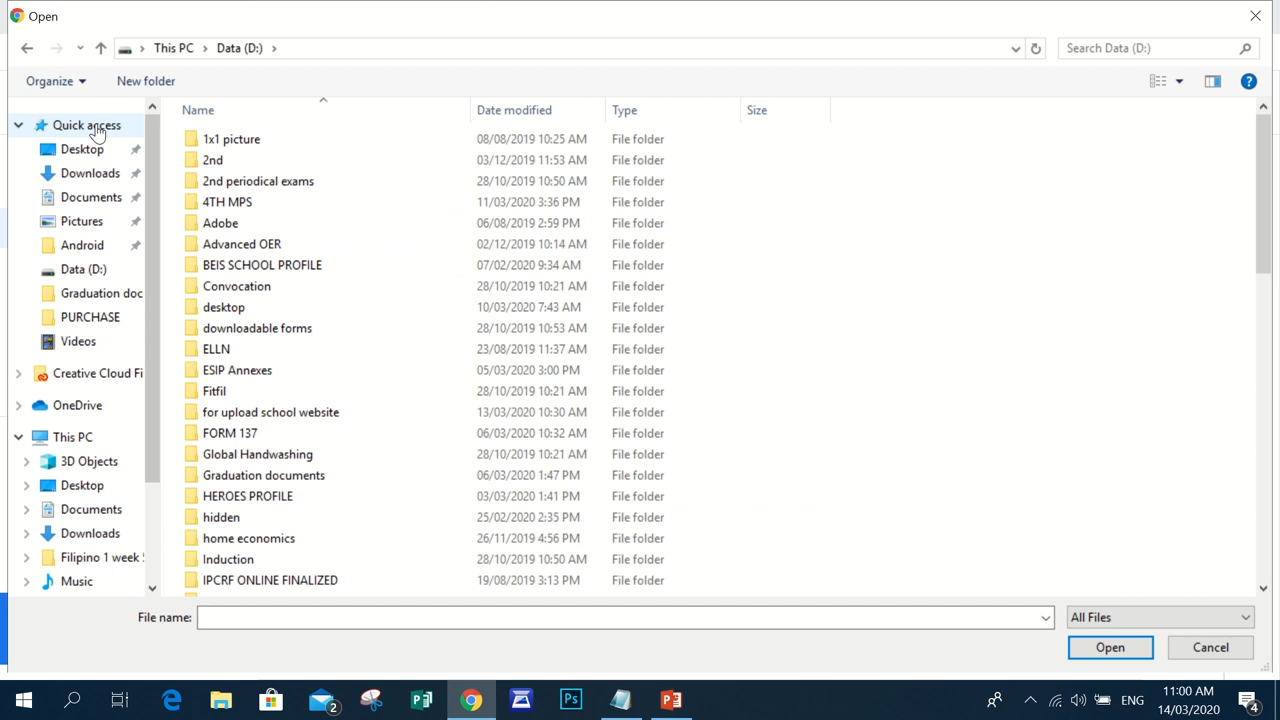 Open
This PC > Data (D:) >
Search Data (D:)
Organize
New folder
Name
Date modified
Type
Size
Quick access
Desktop
Downloads
Documents
Pictures
Android
Data (D:)
Graduation doc
PURCHASE
Videos
Creative Cloud Fi
OneDrive
This PC
3D Objects
Desktop
Documents
Downloads
Filipino 1 week
Music
1x1 picture 08/08/2019 10:25 AM File folder
2nd 03/12/2019 11:53 AM File folder
2nd periodical exams 28/10/2019 10:50 AM File folder
4TH MPS 11/03/2020 3:36 PM File folder
Adobe 06/08/2019 2:59 PM File folder
Advanced OER 02/12/2019 10:14 AM File folder
BEIS SCHOOL PROFILE 07/02/2020 9:34 AM File folder
Convocation 28/10/2019 10:21 AM File folder
desktop 10/03/2020 7:43 AM File folder
downloadable forms 28/10/2019 10:53 AM File folder
ELLN 23/08/2019 11:37 AM File folder
ESIP Annexes 05/03/2020 3:00 PM File folder
Fitfil 28/10/2019 10:21 AM File folder
for upload school website 13/03/2020 10:30 AM File folder
FORM 137 06/03/2020 10:32 AM File folder
Global Handwashing 28/10/2019 10:21 AM File folder
Graduation documents 06/03/2020 1:47 PM File folder
HEROES PROFILE 03/03/2020 1:41 PM File folder
hidden 25/02/2020 2:35 PM File folder
home economics 26/11/2019 4:56 PM File folder
Induction 28/10/2019 10:50 AM File folder
IPCRF ONLINE FINALIZED 19/08/2019 3:13 PM File folder
File name:
All Files
Open
Cancel
2
Ps
ENG
11:00 AM
14/03/2020
4